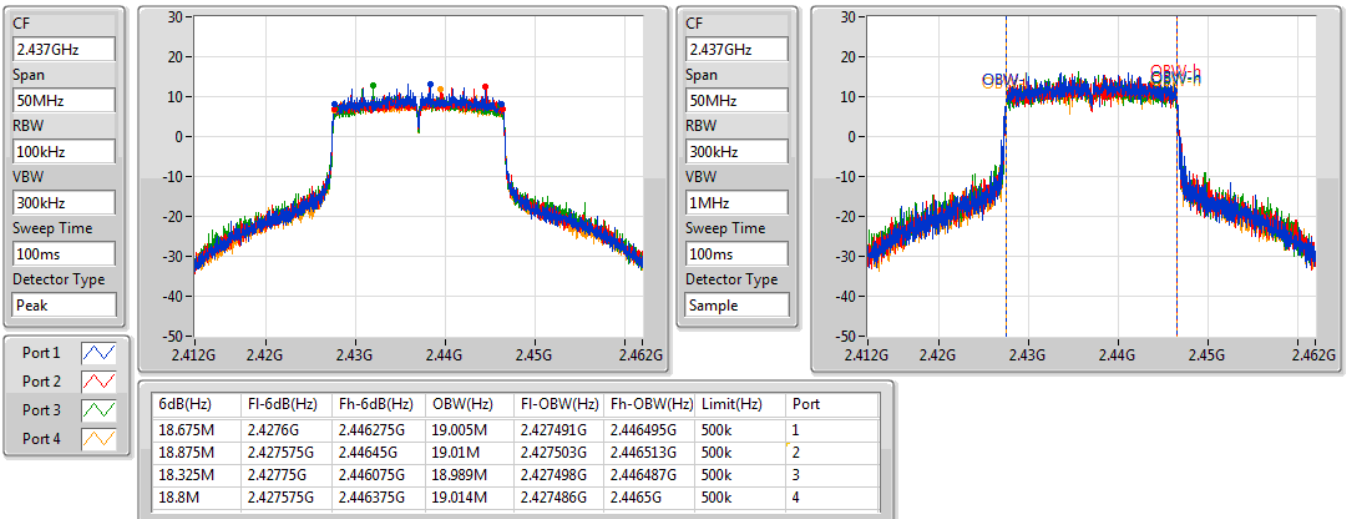 CF
2.437GHz
Span
50MHz
RBW
100kHz
VBW
300kHz
Sweep Time
100ms
Detector Type
Peak
30
20
10
0
-10
-20
-30
-40
-50
2.412G 2.42G 2.43G 2.44G 2.45G 2.462G
CF
2.437GHz
Span
50MHz
RBW
300kHz
VBW
1MHz
Sweep Time
100ms
Detector Type
Sample
30
20
10
0
-10
-20
-30
-40
-50
OBW-h
2.412G 2.42G 2.43G 2.44G 2.45G 2.462G
Port 1
Port 2
Port 3
Port 4
6dB(Hz) Fl-6dB(Hz) Fh-6dB(Hz) OBW(Hz) Fl-OBW(Hz) Fh-OBW(Hz) Limit(Hz) Port
18.675M 2.4276G 2.446275G 19.005M 2.427491G 2.446495G 500k 1
18.875M 2.427575G 2.44645G 19.01M 2.427503G 2.446513G 500k 2
18.325M 2.42775G 2.446075G 18.989M 2.427498G 2.446487G 500k 3
18.8M 2.427575G 2.446375G 19.014M 2.427486G 2.4465G 500k 4